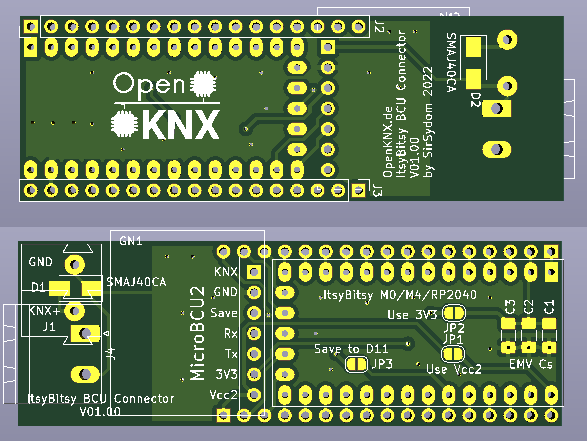 J2
Open
KNX
OpenKNX.de
ItsyBitsy BCU Connector
V01.00
by SirSydom 2022
SMAJ40CA
D2
J3
GN1
GND
D1
SMAJ40CA
KNX+
J1
J4
ItsyBitsy BCU Connector
V01.00
MicroBCU2
KNX
GND
Save
Rx
Tx
3V3
Vcc2
ItsyBitsy M0/M4/RP2040
Use 3V3
JP2
JP1
Save to D11
JP3
Use Vcc2
C3
C2
C1
EMV Cs